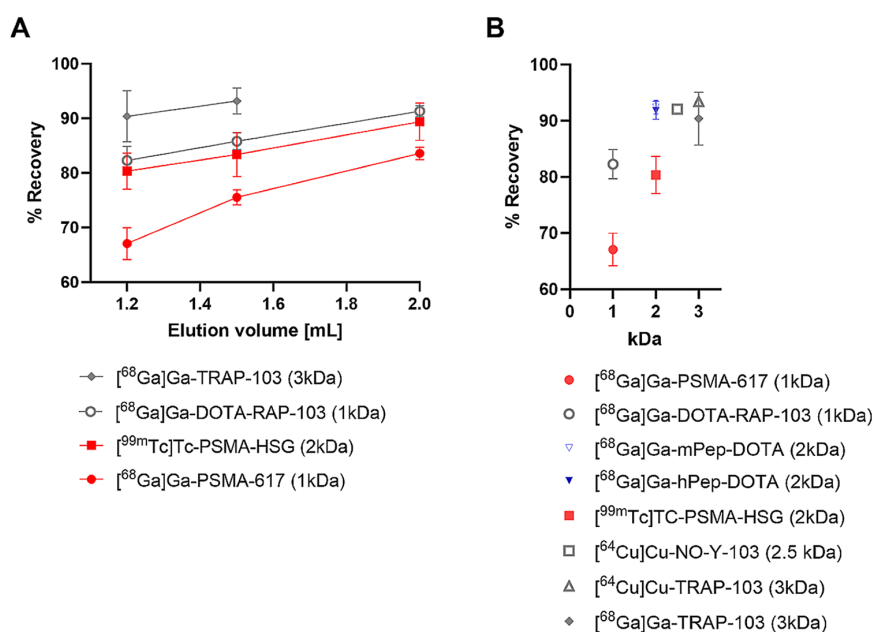 A
% Recovery
100
90
80
70
60
1.2
1.4
1.6
1.8
2.0
Elution volume [mL]
[⁶⁸Ga]Ga-TRAP-103 (3kDa)
[⁶⁸Ga]Ga-DOTA-RAP-103 (1kDa)
[⁹⁹ᵐTc]Tc-PSMA-HSG (2kDa)
[⁶⁸Ga]Ga-PSMA-617 (1kDa)
B
% Recovery
100
90
80
70
60
0
1
2
3
kDa
[⁶⁸Ga]Ga-PSMA-617 (1kDa)
[⁶⁸Ga]Ga-DOTA-RAP-103 (1kDa)
[⁶⁸Ga]Ga-mPep-DOTA (2kDa)
[⁶⁸Ga]Ga-hPep-DOTA (2kDa)
[⁹⁹ᵐTc]TC-PSMA-HSG (2kDa)
[⁶⁴Cu]Cu-NO-Y-103 (2.5 kDa)
[⁶⁴Cu]Cu-TRAP-103 (3kDa)
[⁶⁸Ga]Ga-TRAP-103 (3kDa)